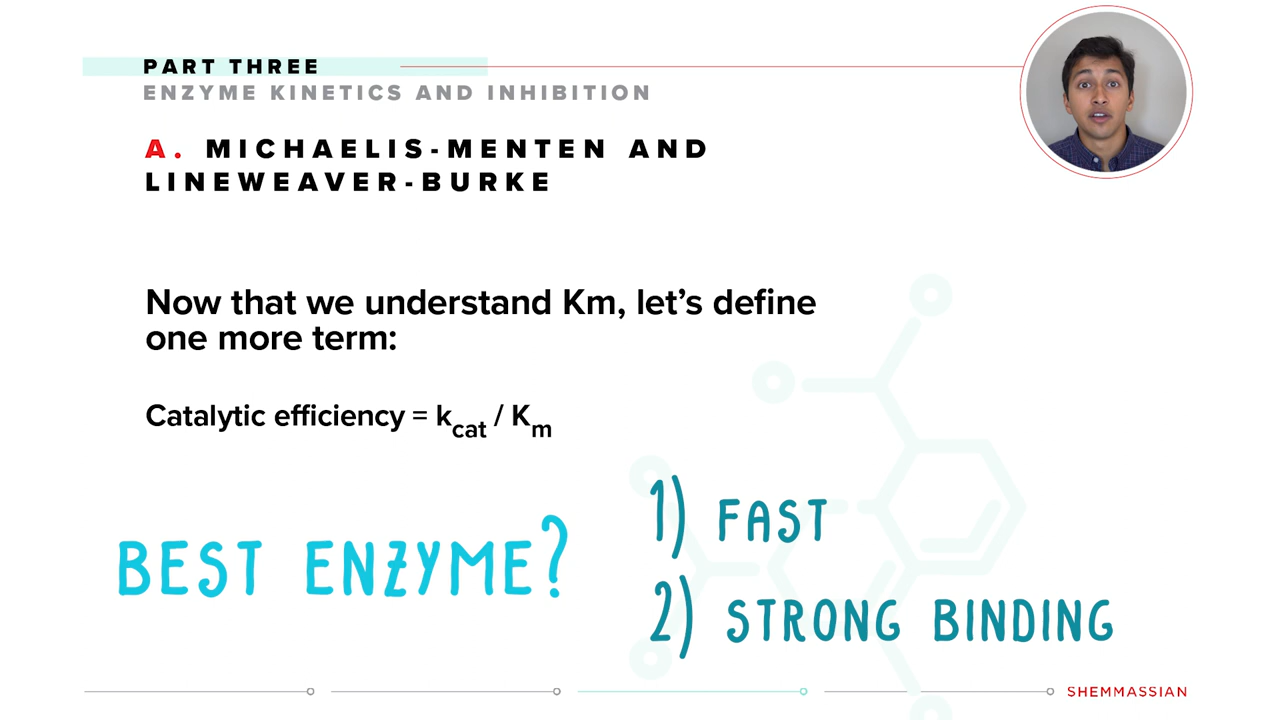 PART THREE
ENZYME KINETICS AND INHIBITION
A. MICHAELIS-MENTEN AND
LINEWEAVER-BURKE
Now that we understand Km, let’s define
one more term:
Catalytic efficiency = kcat / Km
BEST ENZYME?
1) FAST
2) STRONG BINDING
SHEMMASSIAN